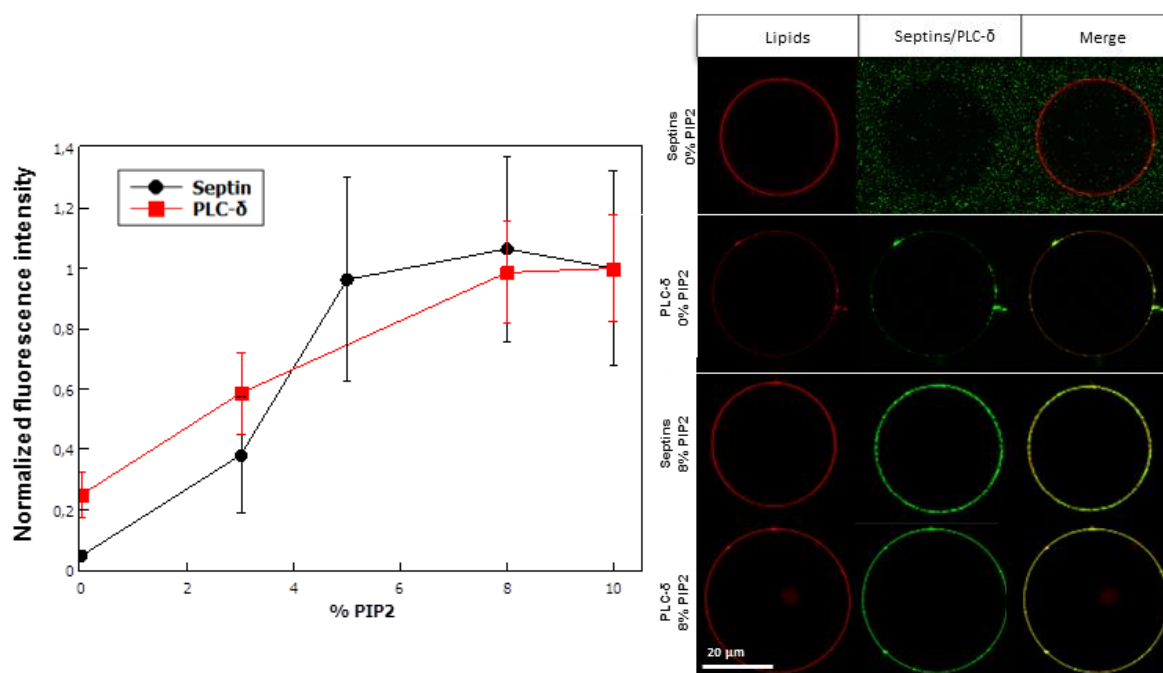 Normalized fluorescence intensity
1,4
1,2
1
0,8
0,6
0,4
0,2
0
0
2
4
6
8
10
% PIP2
Septin
PLC-δ
Lipids
Septins/PLC-δ
Merge
Septins
0% PIP2
PLC-δ
0% PIP2
Septins
8% PIP2
PLC-δ
8% PIP2
20 µm